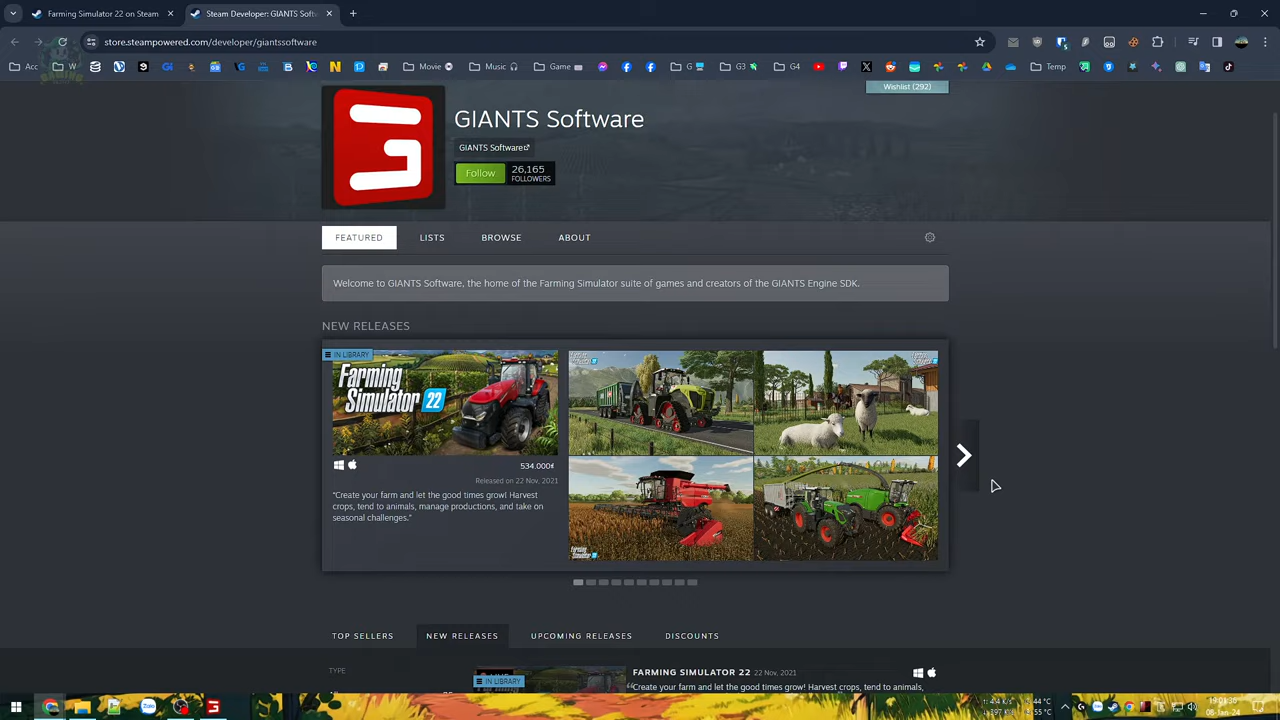 Farming Simulator 22 on Steam
Steam Developer: GIANTS Softw
store.steampowered.com/developer/giantssoftware
Acc
W
Movie
Music
Game
G
G3
G4
Temp
Wishlist (292)
GIANTS Software
GIANTS Software
Follow
26,165
FOLLOWERS
FEATURED
LISTS
BROWSE
ABOUT
Welcome to GIANTS Software, the home of the Farming Simulator suite of games and creators of the GIANTS Engine SDK.
NEW RELEASES
IN LIBRARY
Farming
Simulator 22
534.000₫
Released on 22 Nov, 2021
"Create your farm and let the good times grow! Harvest
crops, tend to animals, manage productions, and take on
seasonal challenges."
TOP SELLERS
NEW RELEASES
UPCOMING RELEASES
DISCOUNTS
TYPE
IN LIBRARY
FARMING SIMULATOR 22 22 Nov, 2021
"Create your farm and let the good times grow! Harvest crops, tend to animals,
Zalo
19:01:36